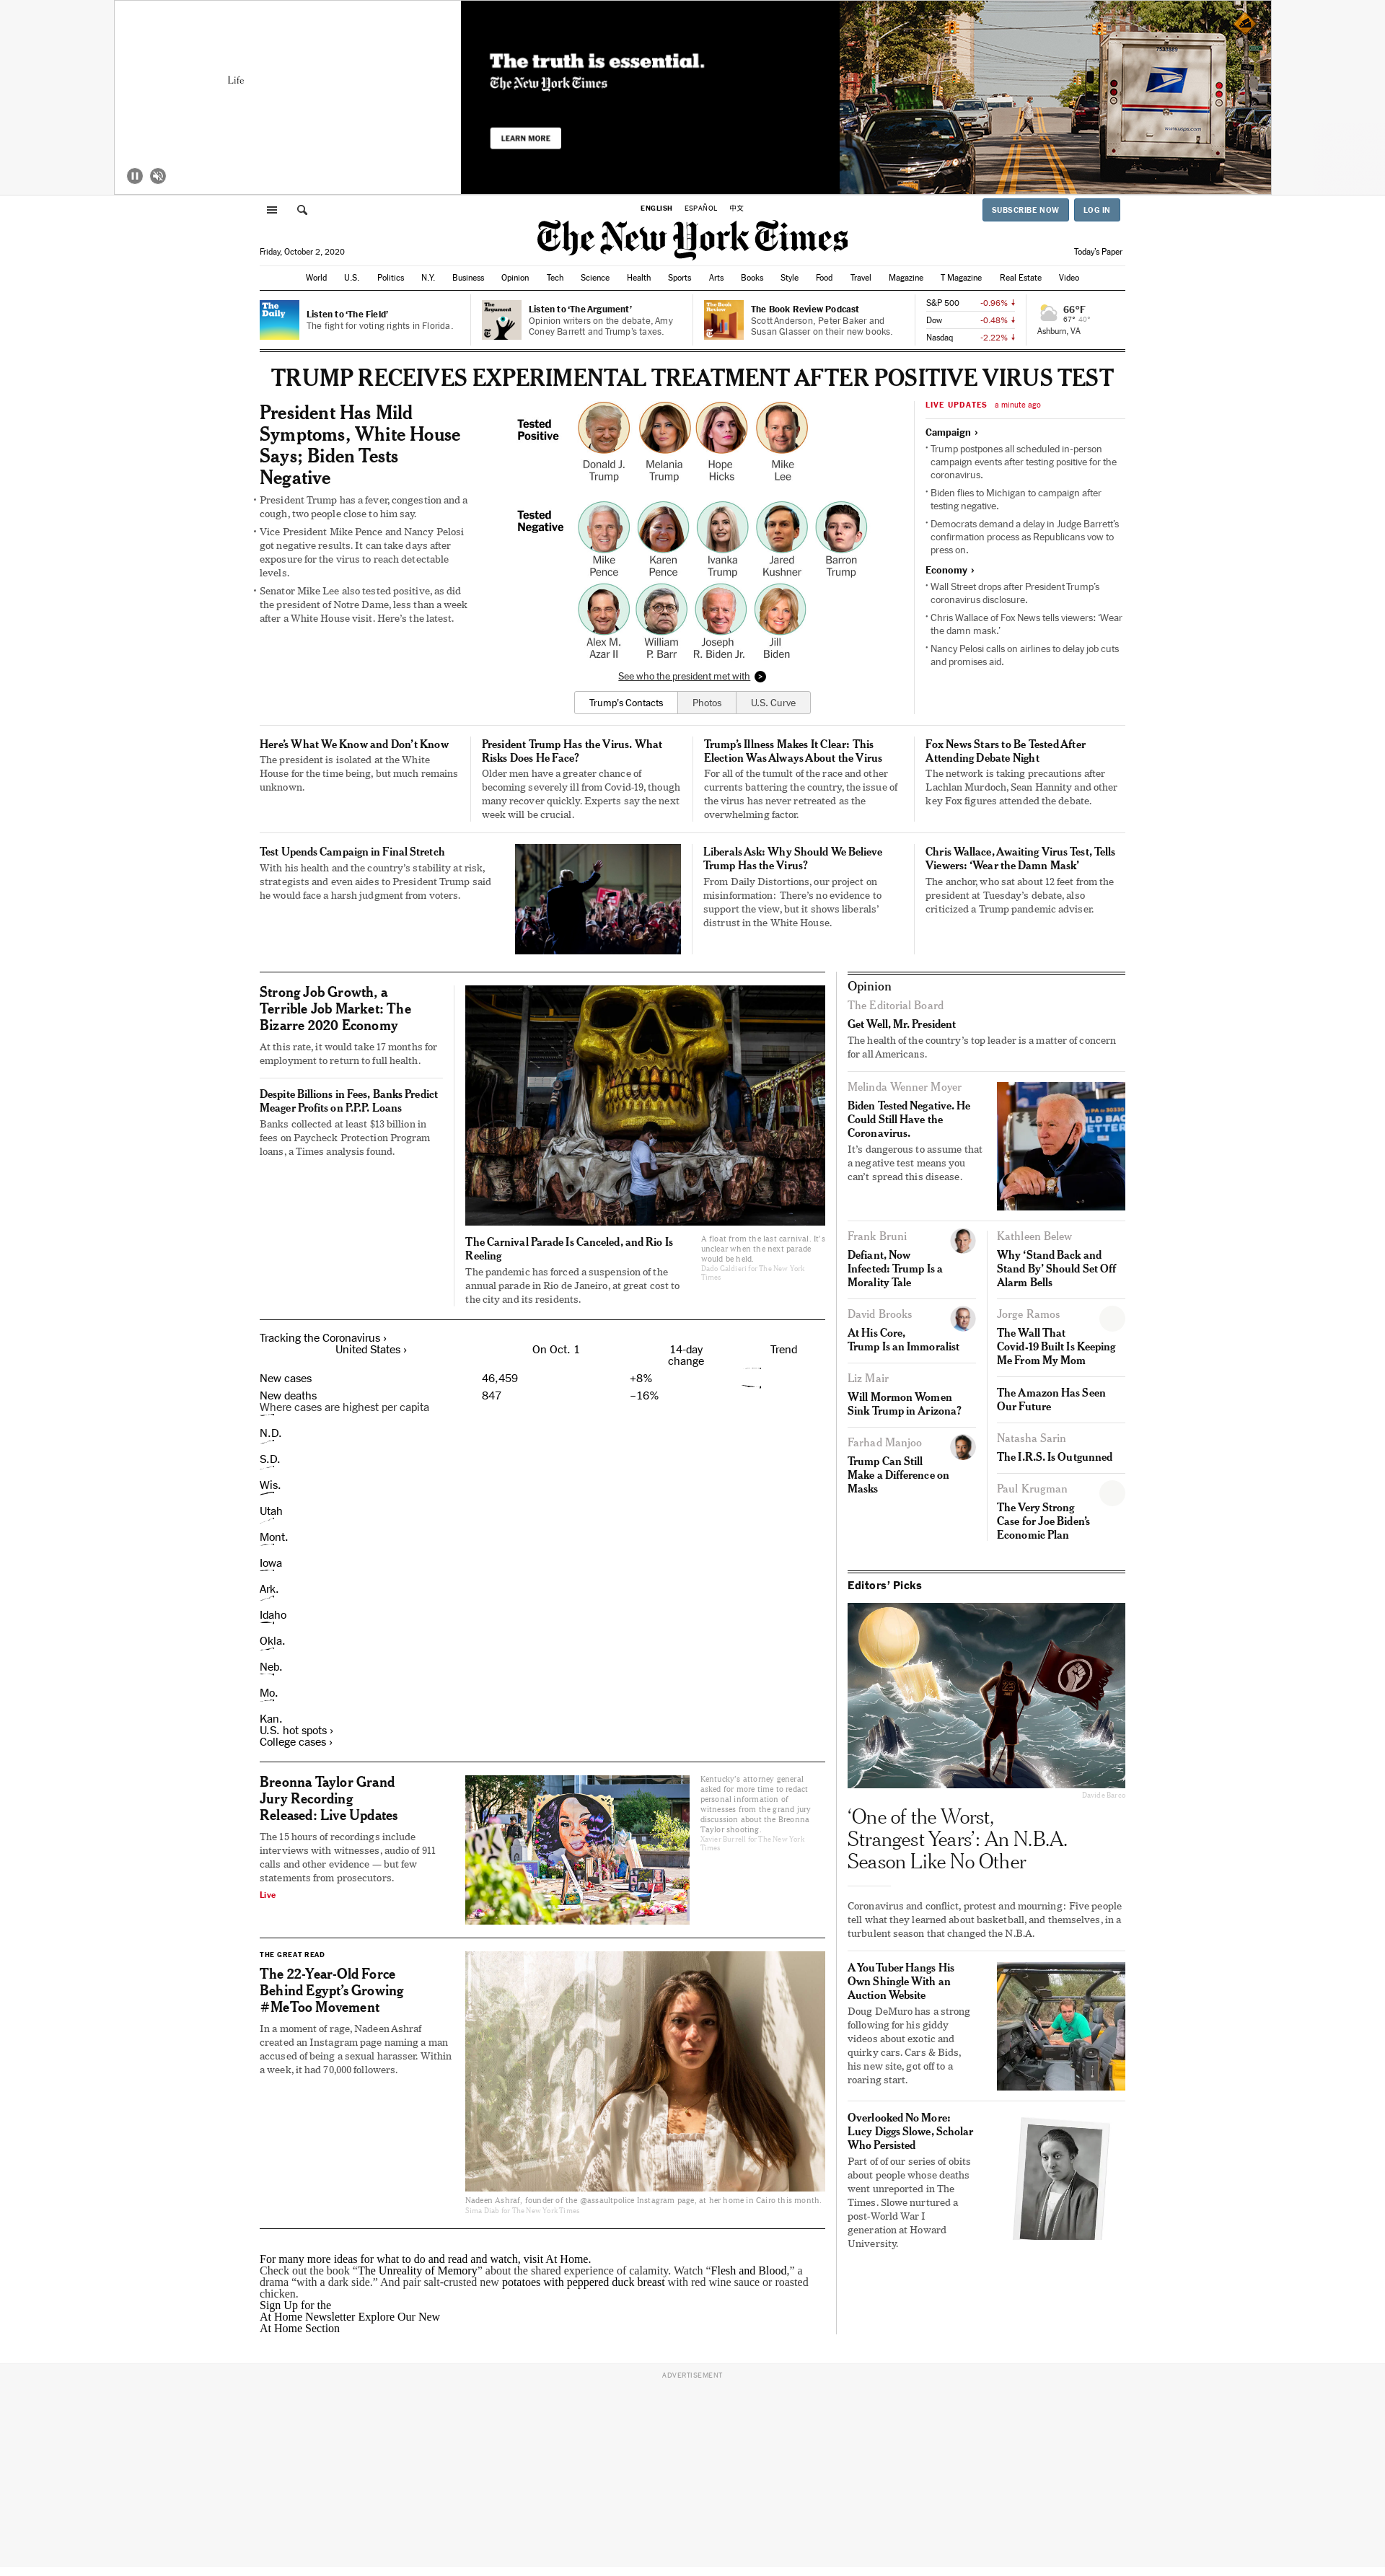 Life
The truth is essential.
The New York Times
LEARN MORE
ENGLISH ESPAÑOL 中文
SUBSCRIBE NOW LOG IN
The New York Times
Friday, October 2, 2020
Today's Paper
World U.S. Politics N.Y. Business Opinion Tech Science Health Sports Arts Books Style Food Travel Magazine T Magazine Real Estate Video
The Daily
Listen to ‘The Field’
The fight for voting rights in Florida.
The Argument
Listen to ‘The Argument’
Opinion writers on the debate, Amy
Coney Barrett and Trump's taxes.
The Book Review
The Book Review Podcast
Scott Anderson, Peter Baker and
Susan Glasser on their new books.
S&P 500 -0.96% ↓
Dow -0.48% ↓
Nasdaq -2.22% ↓
66°F
67° 40°
Ashburn, VA
TRUMP RECEIVES EXPERIMENTAL TREATMENT AFTER POSITIVE VIRUS TEST
President Has Mild
Symptoms, White House
Says; Biden Tests
Negative
• President Trump has a fever, congestion and a
cough, two people close to him say.
• Vice President Mike Pence and Nancy Pelosi
got negative results. It can take days after
exposure for the virus to reach detectable
levels.
• Senator Mike Lee also tested positive, as did
the president of Notre Dame, less than a week
after a White House visit. Here's the latest.
Tested
Positive
Donald J.
Trump
Melania
Trump
Hope
Hicks
Mike
Lee
Tested
Negative
Mike
Pence
Karen
Pence
Ivanka
Trump
Jared
Kushner
Barron
Trump
Alex M.
Azar II
William
P. Barr
Joseph
R. Biden Jr.
Jill
Biden
See who the president met with >
Trump's Contacts Photos U.S. Curve
LIVE UPDATES a minute ago
Campaign ›
• Trump postpones all scheduled in-person
campaign events after testing positive for the
coronavirus.
• Biden flies to Michigan to campaign after
testing negative.
• Democrats demand a delay in Judge Barrett's
confirmation process as Republicans vow to
press on.
Economy ›
• Wall Street drops after President Trump's
coronavirus disclosure.
• Chris Wallace of Fox News tells viewers: ‘Wear
the damn mask.’
• Nancy Pelosi calls on airlines to delay job cuts
and promises aid.
Here's What We Know and Don't Know
The president is isolated at the White
House for the time being, but much remains
unknown.
President Trump Has the Virus. What
Risks Does He Face?
Older men have a greater chance of
becoming severely ill from Covid-19, though
many recover quickly. Experts say the next
week will be crucial.
Trump's Illness Makes It Clear: This
Election Was Always About the Virus
For all of the tumult of the race and other
currents battering the country, the issue of
the virus has never retreated as the
overwhelming factor.
Fox News Stars to Be Tested After
Attending Debate Night
The network is taking precautions after
Lachlan Murdoch, Sean Hannity and other
key Fox figures attended the debate.
Test Upends Campaign in Final Stretch
With his health and the country's stability at risk,
strategists and even aides to President Trump said
he would face a harsh judgment from voters.
Liberals Ask: Why Should We Believe
Trump Has the Virus?
From Daily Distortions, our project on
misinformation: There's no evidence to
support the view, but it shows liberals'
distrust in the White House.
Chris Wallace, Awaiting Virus Test, Tells
Viewers: ‘Wear the Damn Mask’
The anchor, who sat about 12 feet from the
president at Tuesday's debate, also
criticized a Trump pandemic adviser.
Strong Job Growth, a
Terrible Job Market: The
Bizarre 2020 Economy
At this rate, it would take 17 months for
employment to return to full health.
Despite Billions in Fees, Banks Predict
Meager Profits on P.P.P. Loans
Banks collected at least $13 billion in
fees on Paycheck Protection Program
loans, a Times analysis found.
The Carnival Parade Is Canceled, and Rio Is
Reeling
The pandemic has forced a suspension of the
annual parade in Rio de Janeiro, at great cost to
the city and its residents.
A float from the last carnival. It's
unclear when the next parade
would be held.
Dado Galdieri for The New York
Times
Tracking the Coronavirus ›
United States › On Oct. 1 14-day
change Trend
New cases 46,459 +8%
New deaths 847 −16%
Where cases are highest per capita
N.D.
S.D.
Wis.
Utah
Mont.
Iowa
Ark.
Idaho
Okla.
Neb.
Mo.
Kan.
U.S. hot spots ›
College cases ›
Breonna Taylor Grand
Jury Recording
Released: Live Updates
The 15 hours of recordings include
interviews with witnesses, audio of 911
calls and other evidence — but few
statements from prosecutors.
Live
Kentucky's attorney general
asked for more time to redact
personal information of
witnesses from the grand jury
discussion about the Breonna
Taylor shooting.
Xavier Burrell for The New York
Times
THE GREAT READ
The 22-Year-Old Force
Behind Egypt's Growing
#MeToo Movement
In a moment of rage, Nadeen Ashraf
created an Instagram page naming a man
accused of being a sexual harasser. Within
a week, it had 70,000 followers.
Nadeen Ashraf, founder of the @assaultpolice Instagram page, at her home in Cairo this month.
Sima Diab for The New York Times
For many more ideas for what to do and read and watch, visit At Home.
Check out the book “The Unreality of Memory” about the shared experience of calamity. Watch “Flesh and Blood,” a
drama “with a dark side.” And pair salt-crusted new potatoes with peppered duck breast with red wine sauce or roasted
chicken.
Sign Up for the
At Home Newsletter Explore Our New
At Home Section
Opinion
The Editorial Board
Get Well, Mr. President
The health of the country's top leader is a matter of concern
for all Americans.
Melinda Wenner Moyer
Biden Tested Negative. He
Could Still Have the
Coronavirus.
It's dangerous to assume that
a negative test means you
can't spread this disease.
Frank Bruni
Defiant, Now
Infected: Trump Is a
Morality Tale
David Brooks
At His Core,
Trump Is an Immoralist
Liz Mair
Will Mormon Women
Sink Trump in Arizona?
Farhad Manjoo
Trump Can Still
Make a Difference on
Masks
Kathleen Belew
Why ‘Stand Back and
Stand By’ Should Set Off
Alarm Bells
Jorge Ramos
The Wall That
Covid-19 Built Is Keeping
Me From My Mom
The Amazon Has Seen
Our Future
Natasha Sarin
The I.R.S. Is Outgunned
Paul Krugman
The Very Strong
Case for Joe Biden's
Economic Plan
Editors' Picks
Davide Barco
‘One of the Worst,
Strangest Years’: An N.B.A.
Season Like No Other
Coronavirus and conflict, protest and mourning: Five people
tell what they learned about basketball, and themselves, in a
turbulent season that changed the N.B.A.
A YouTuber Hangs His
Own Shingle With an
Auction Website
Doug DeMuro has a strong
following for his giddy
videos about exotic and
quirky cars. Cars & Bids,
his new site, got off to a
roaring start.
Overlooked No More:
Lucy Diggs Slowe, Scholar
Who Persisted
Part of of our series of obits
about people whose deaths
went unreported in The
Times. Slowe nurtured a
post-World War I
generation at Howard
University.
ADVERTISEMENT